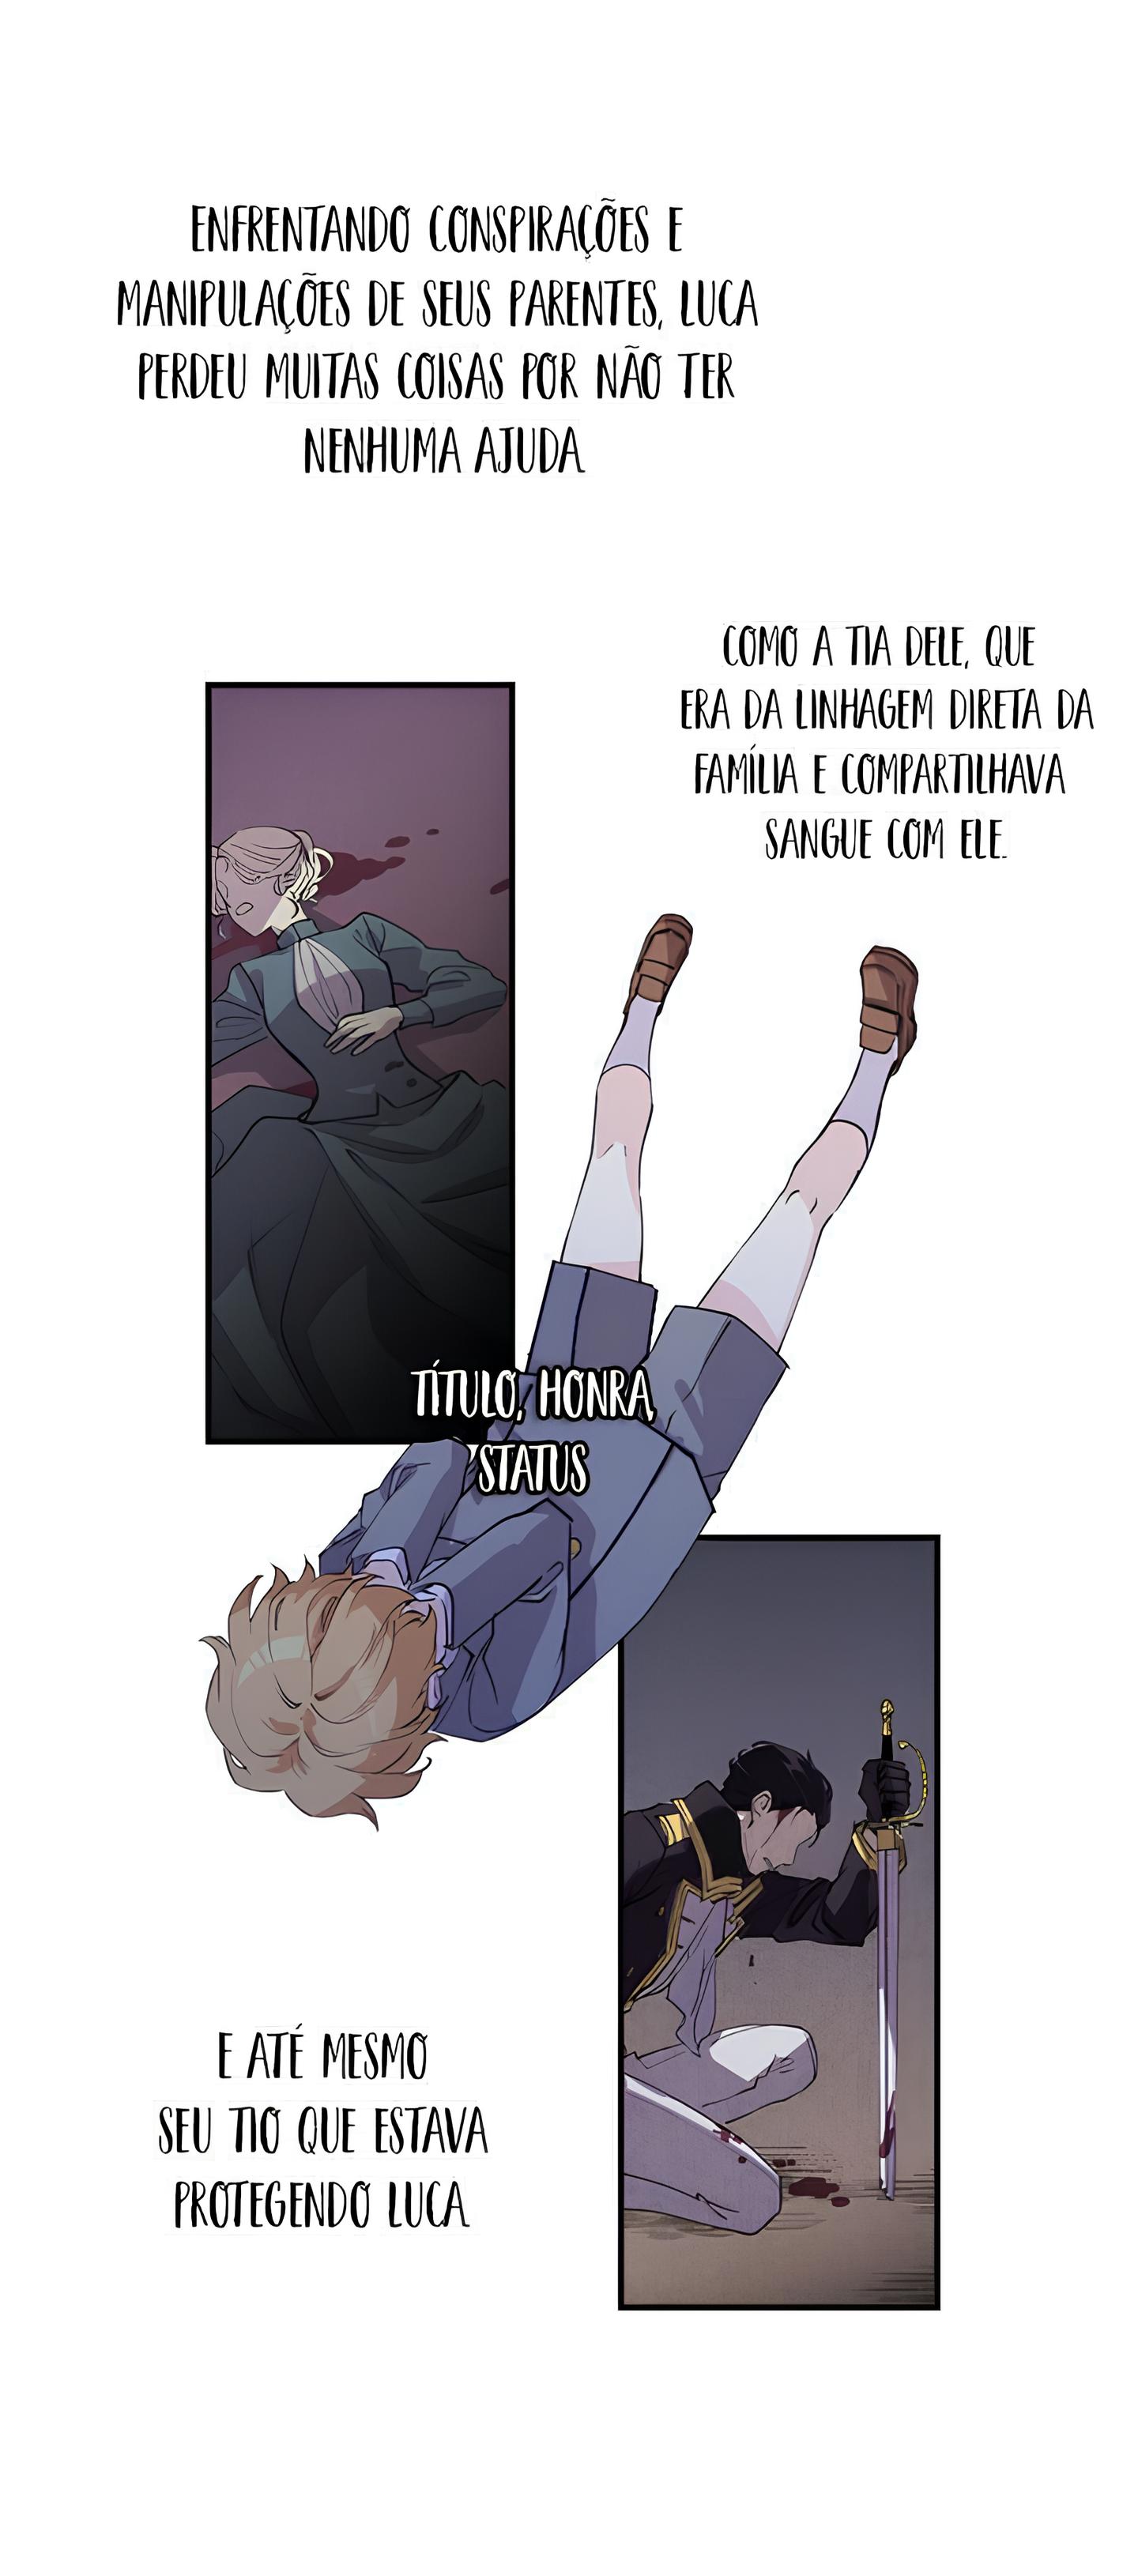 ENFRENTANDO CONSPIRAÇÕES E
MANIPULAÇÕES DE SEUS PARENTES, LUCA
PERDEU MUITAS COISAS POR NÃO TER
NENHUMA AJUDA
COMO A TIA DELE, QUE
ERA DA LINHAGEM DIRETA DA
FAMÍLIA E COMPARTILHAVA
SANGUE COM ELE.
TÍTULO, HONRA,
STATUS
E ATÉ MESMO
SEU TIO QUE ESTAVA
PROTEGENDO LUCA